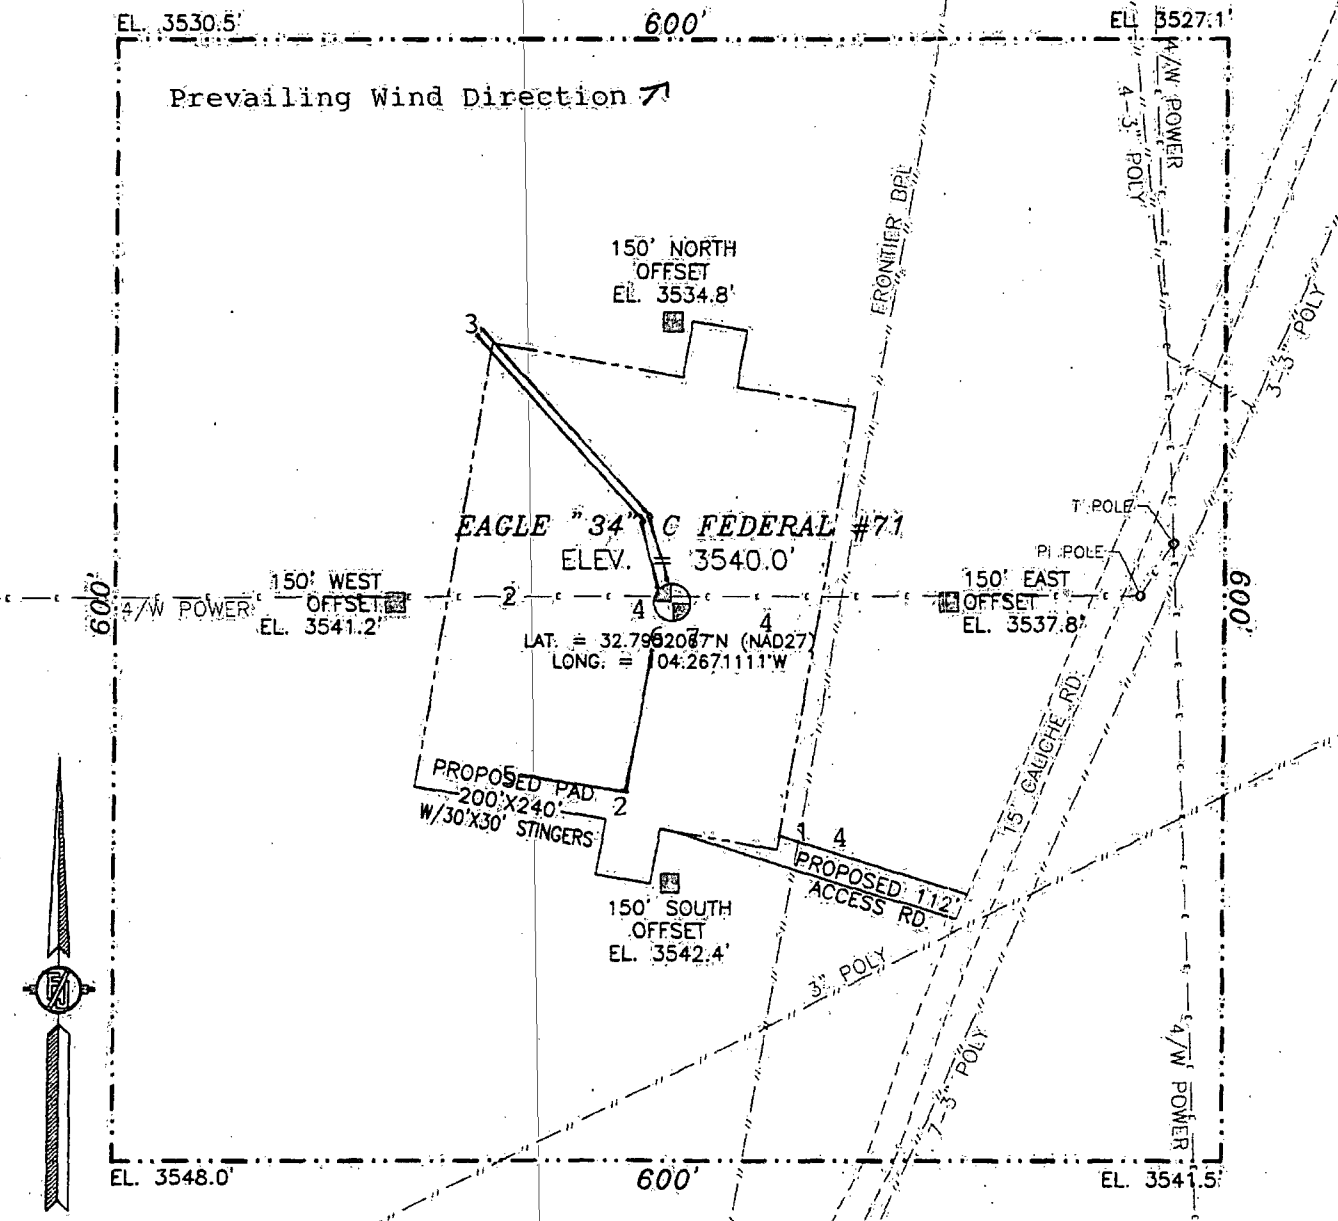 EL. 3530.5'
600'
EL. 3527.1'
Prevailing Wind Direction
4/W POWER
4-3" POLY
FRONTIER BPL
150' NORTH
OFFSET
EL. 3534.8'
3-3" POLY
3
EAGLE "34" C FEDERAL #71
ELEV. = 3540.0'
T POLE
PI POLE
600'
4/W POWER
150' WEST
OFFSET
EL. 3541.2'
2
4
4
150' EAST
OFFSET
EL. 3537.8'
600'
6 7
LAT. = (NAD27)
LONG. = 104.2671111°W
15' CALICHE RD
5
PROPOSED PAD
200'X240'
W/30'X30' STINGERS
2
1 4
PROPOSED 112'
ACCESS RD.
150' SOUTH
OFFSET
EL. 3542.4'
3" POLY
7-3" POLY
4/W POWER
EL. 3548.0'
600'
EL. 3541.5'